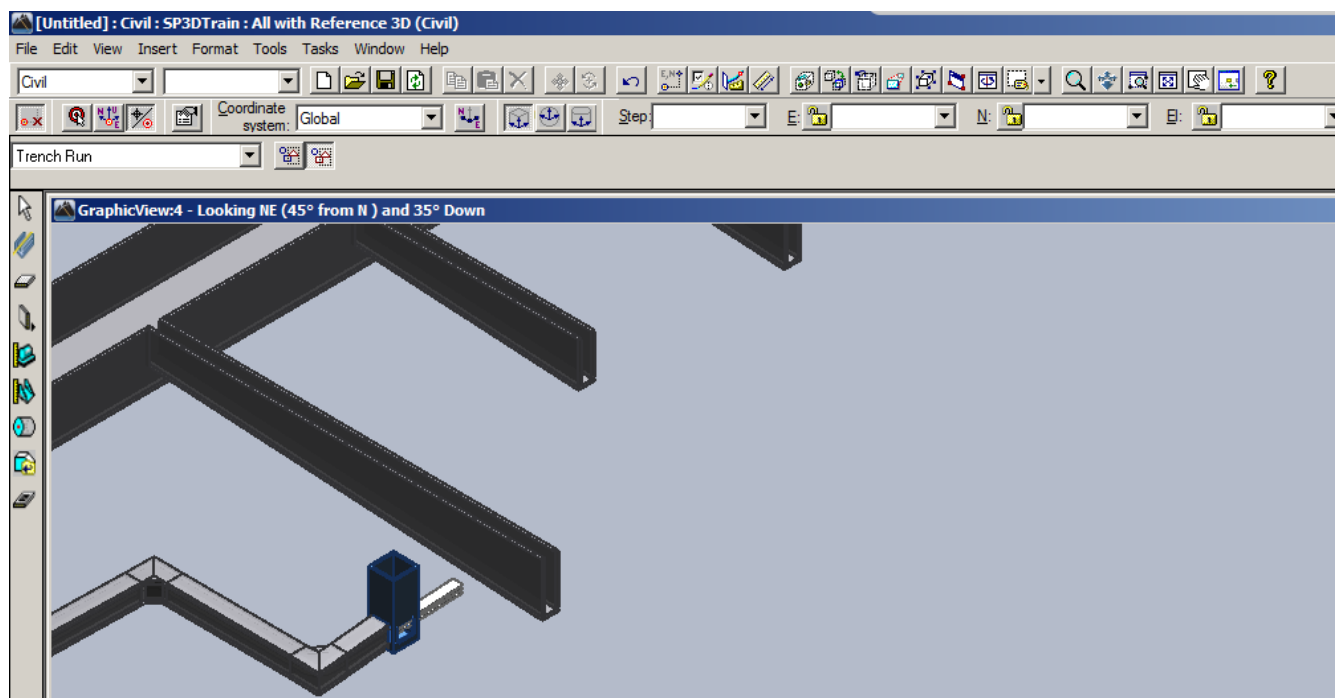 [Untitled] : Civil : SP3DTrain : All with Reference 3D (Civil)
File Edit View Insert Format Tools Tasks Window Help
Civil
Coordinate system: Global Step: E: N: El:
Trench Run
GraphicView:4 - Looking NE (45° from N ) and 35° Down